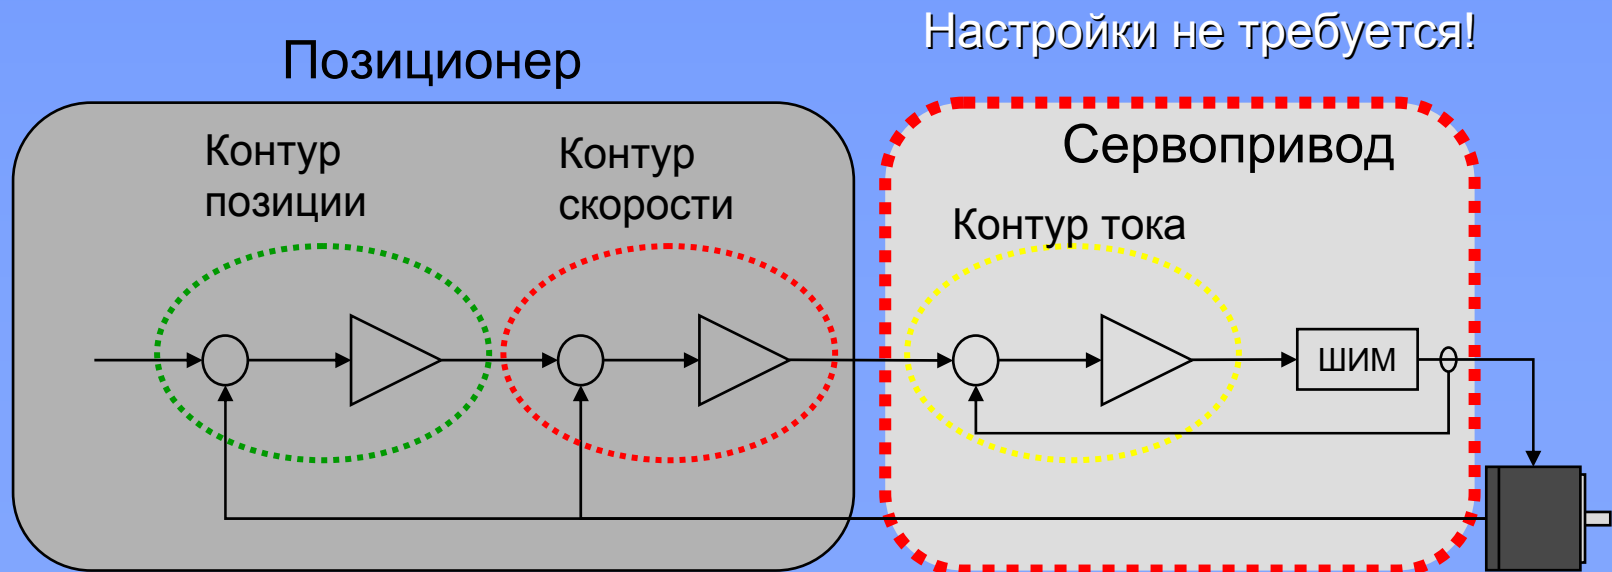 Настройки не требуется!
Позиционер
Сервопривод
Контур
позиции
Контур
скорости
Контур тока
ШИМ